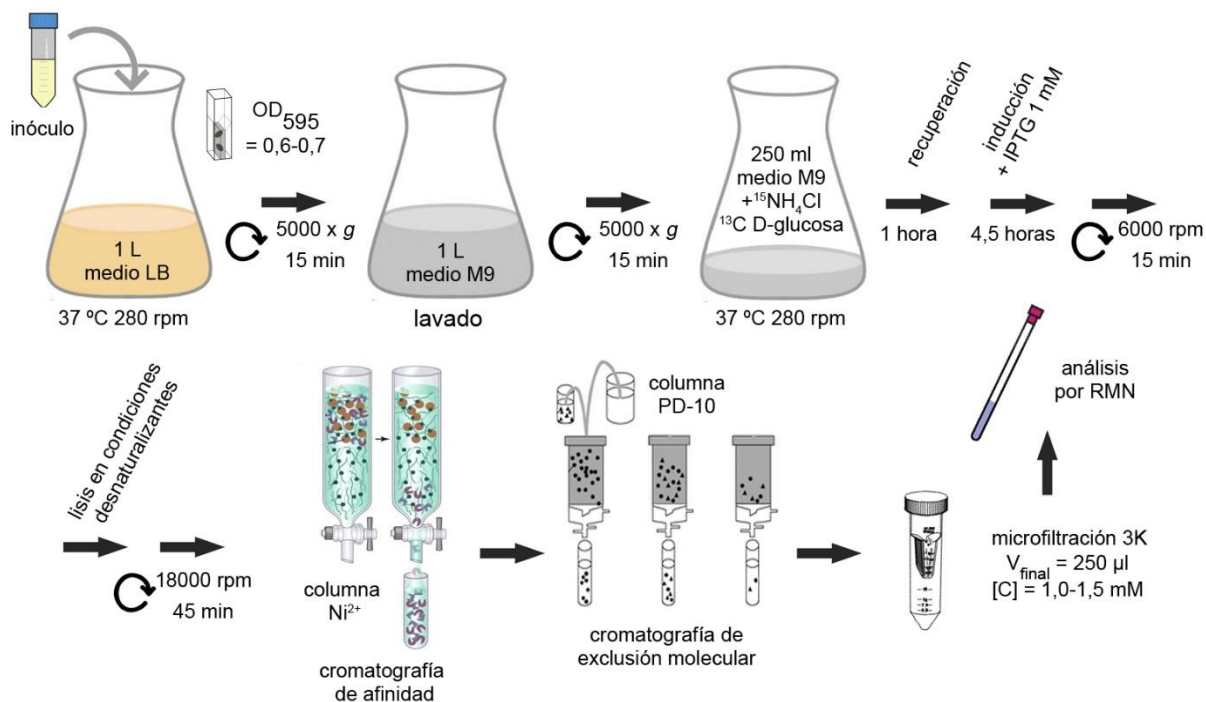 inóculo
OD595
= 0,6-0,7
1 L
medio LB
37 ºC 280 rpm
5000 x g
15 min
1 L
medio M9
lavado
5000 x g
15 min
250 ml
medio M9
+¹⁵NH₄Cl
¹³C D-glucosa
37 ºC 280 rpm
recuperación
1 hora
inducción
+ IPTG 1 mM
4,5 horas
6000 rpm
15 min
lisis en condiciones
desnaturalizantes
18000 rpm
45 min
columna
Ni²⁺
cromatografía
de afinidad
columna
PD-10
cromatografía de
exclusión molecular
microfiltración 3K
Vfinal = 250 µl
[C] = 1,0-1,5 mM
análisis
por RMN